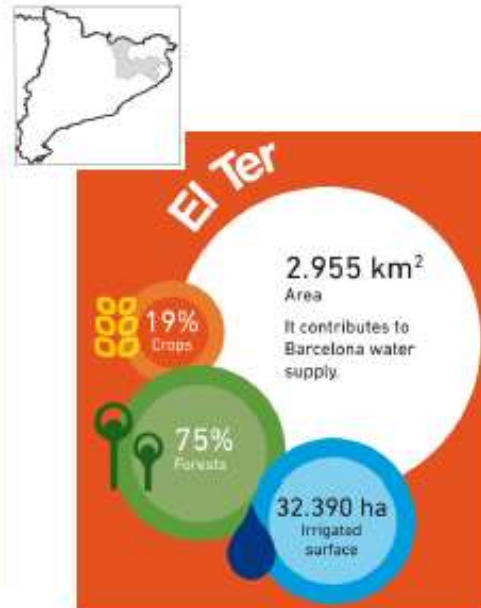 El Ter
2.955 km²
Area
It contributes to
Barcelona water
supply.
19%
Crops
75%
Forests
32.390 ha
Irrigated
surface